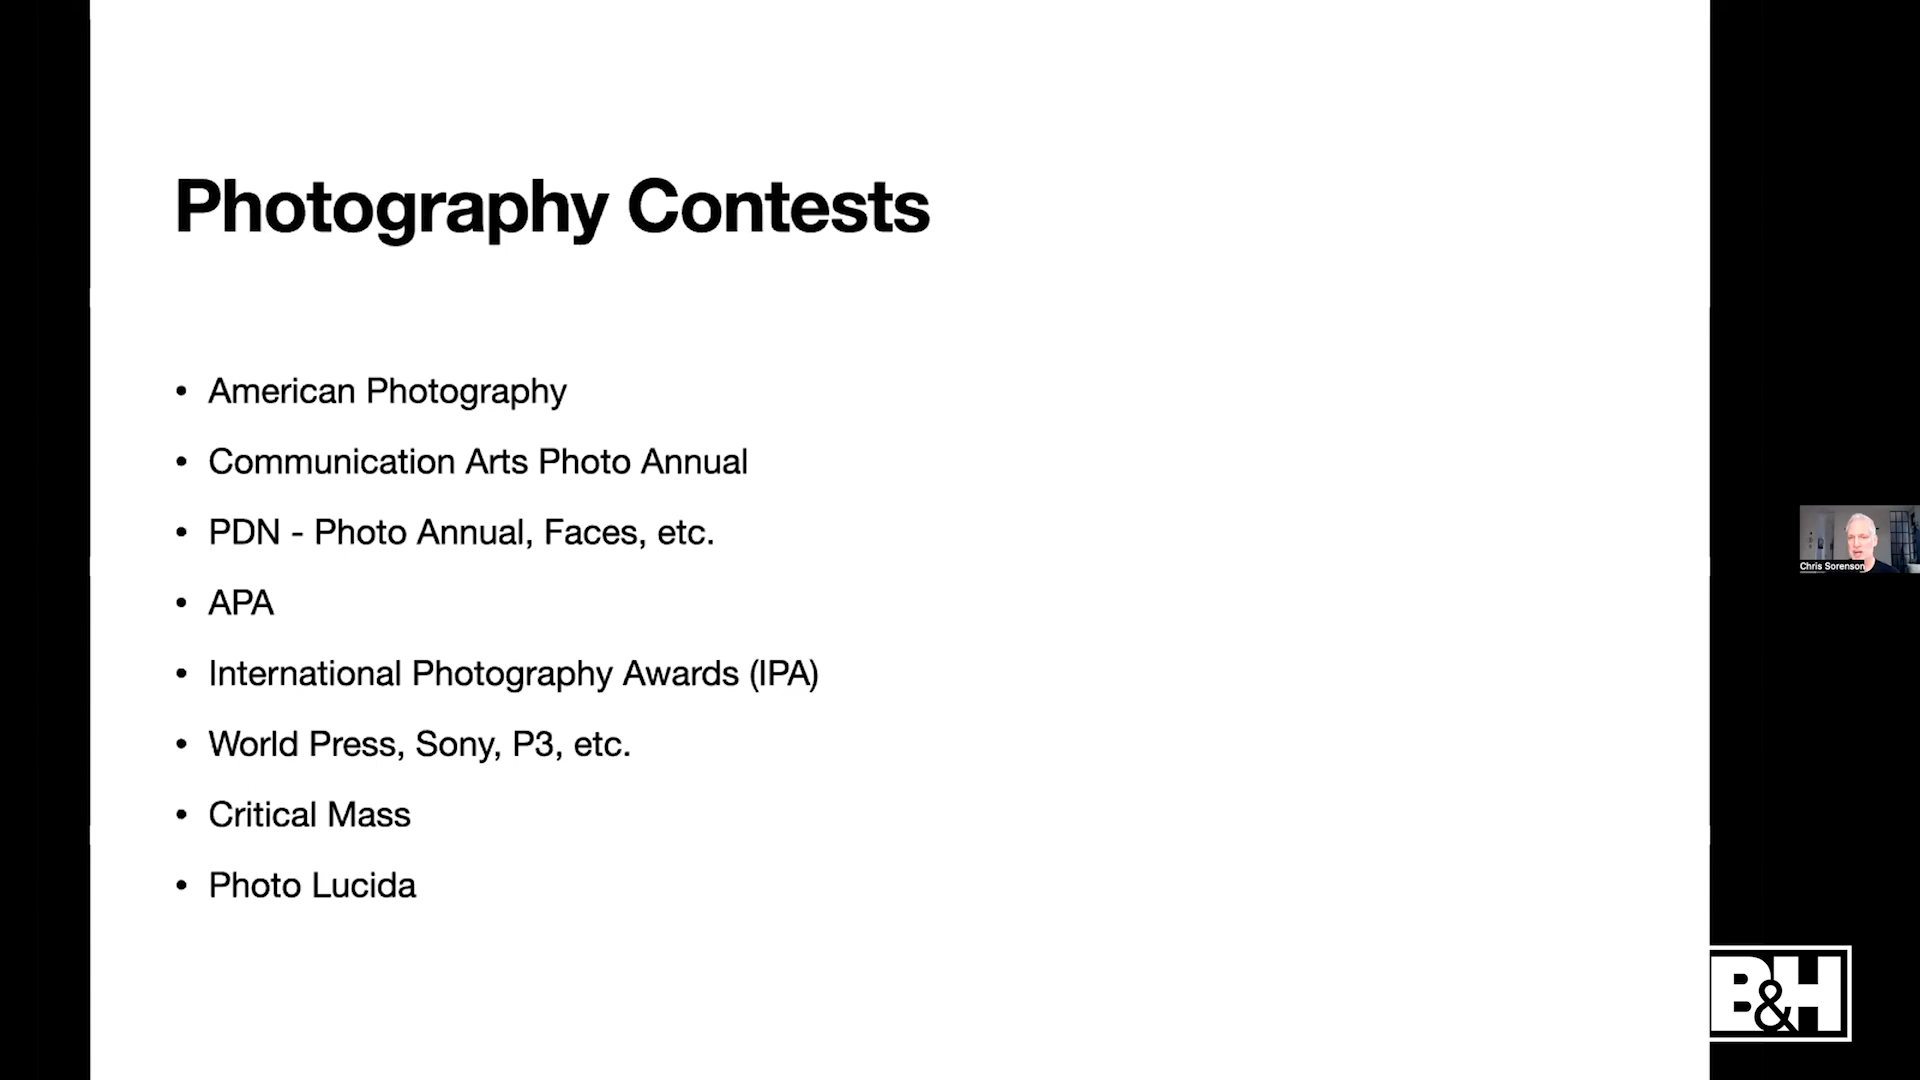 Photography Contests
• American Photography
• Communication Arts Photo Annual
• PDN - Photo Annual, Faces, etc.
• APA
• International Photography Awards (IPA)
• World Press, Sony, P3, etc.
• Critical Mass
• Photo Lucida
Chris Sorenson
B&H